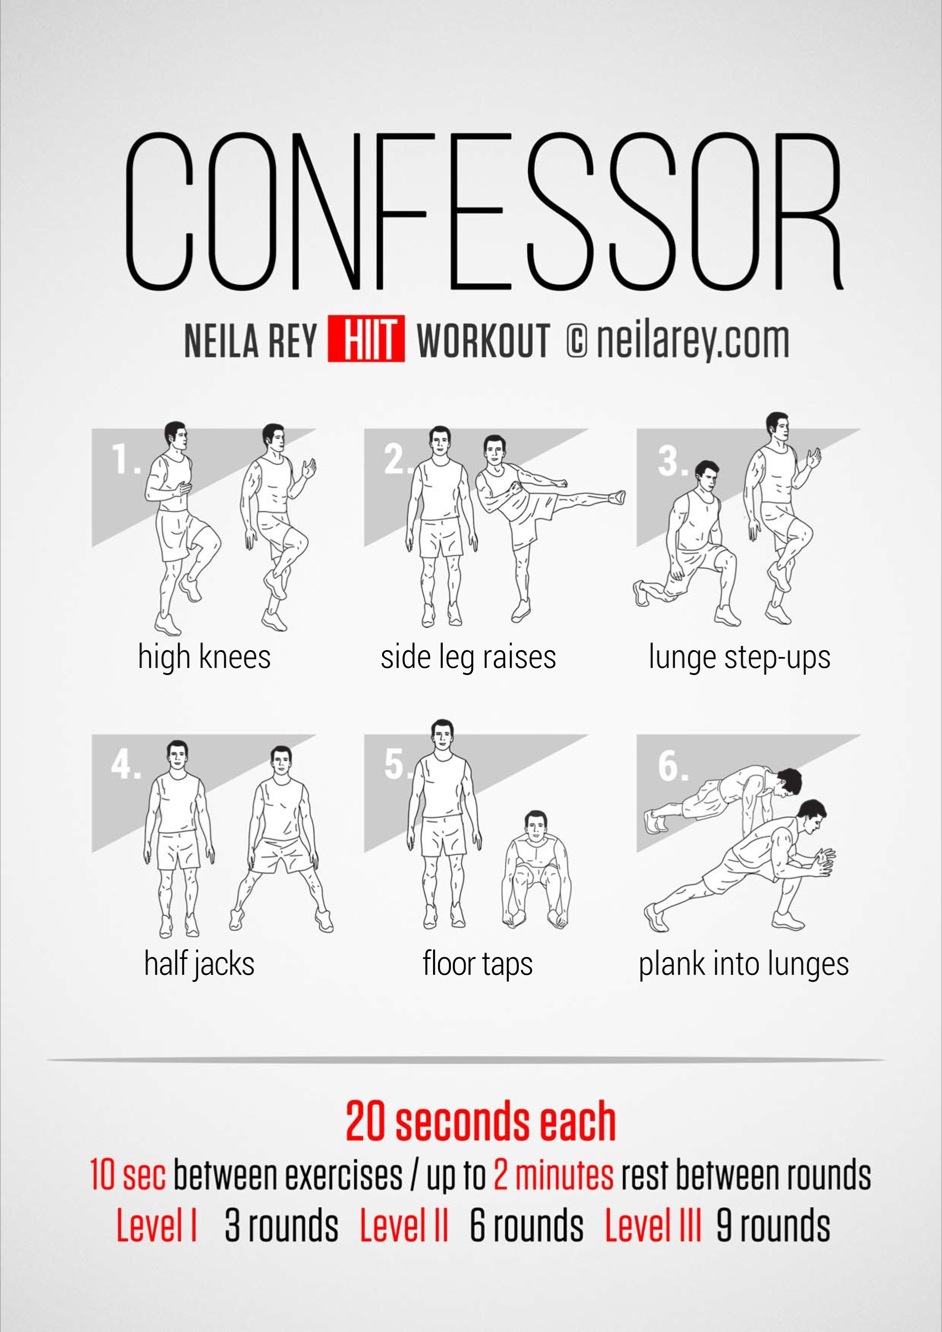 CONFESSOR
NEILA REY HIIT WORKOUT © neilarey.com
1.
high knees
2.
side leg raises
3.
lunge step-ups
4.
half jacks
5.
floor taps
6.
plank into lunges
20 seconds each
10 sec between exercises / up to 2 minutes rest between rounds
Level I 3 rounds Level II 6 rounds Level III 9 rounds